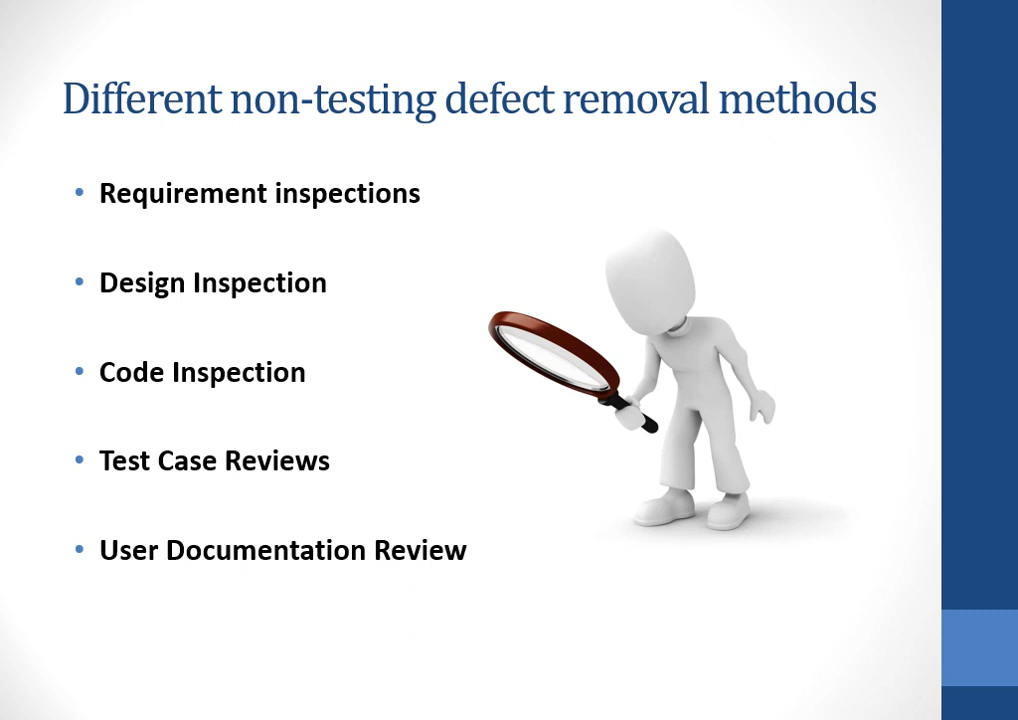 Different non-testing defect removal methods
• Requirement inspections
• Design Inspection
• Code Inspection
• Test Case Reviews
• User Documentation Review